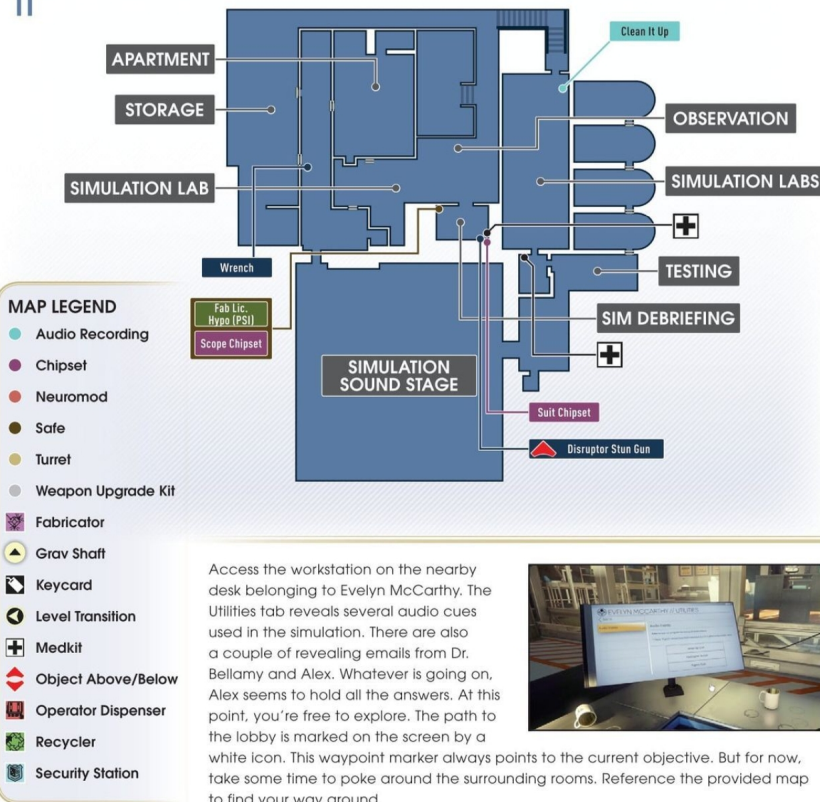 Clean It Up
APARTMENT
STORAGE
OBSERVATION
SIMULATION LAB
SIMULATION LABS
Wrench
TESTING
Fab Lic.
Hypo (PSI)
Scope Chipset
SIM DEBRIEFING
SIMULATION
SOUND STAGE
Suit Chipset
Disruptor Stun Gun
MAP LEGEND
Audio Recording
Chipset
Neuromod
Safe
Turret
Weapon Upgrade Kit
Fabricator
Grav Shaft
Keycard
Level Transition
Medkit
Object Above/Below
Operator Dispenser
Recycler
Security Station
Access the workstation on the nearby
desk belonging to Evelyn McCarthy. The
Utilities tab reveals several audio cues
used in the simulation. There are also
a couple of revealing emails from Dr.
Bellamy and Alex. Whatever is going on,
Alex seems to hold all the answers. At this
point, you're free to explore. The path to
the lobby is marked on the screen by a
white icon. This waypoint marker always points to the current objective. But for now,
take some time to poke around the surrounding rooms. Reference the provided map
to find your way around.
EVELYN MCCARTHY // UTILITIES